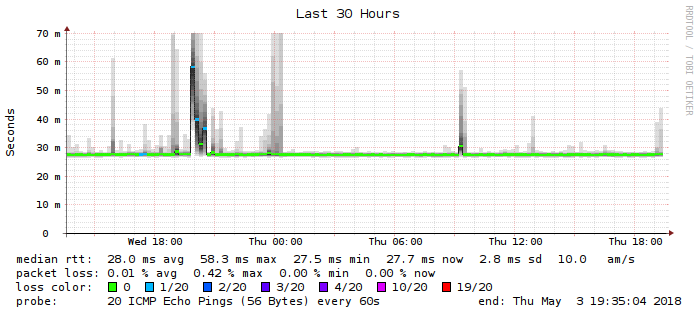 Last 30 Hours
RRDTOOL / TOBI OETIKER
Seconds
70 m
60 m
50 m
40 m
30 m
20 m
10 m
0
Wed 18:00 Thu 00:00 Thu 06:00 Thu 12:00 Thu 18:00
median rtt: 28.0 ms avg 58.3 ms max 27.5 ms min 27.7 ms now 2.8 ms sd 10.0 am/s
packet loss: 0.01 % avg 0.42 % max 0.00 % min 0.00 % now
loss color: 0 1/20 2/20 3/20 4/20 10/20 19/20
probe: 20 ICMP Echo Pings (56 Bytes) every 60s end: Thu May 3 19:35:04 2018